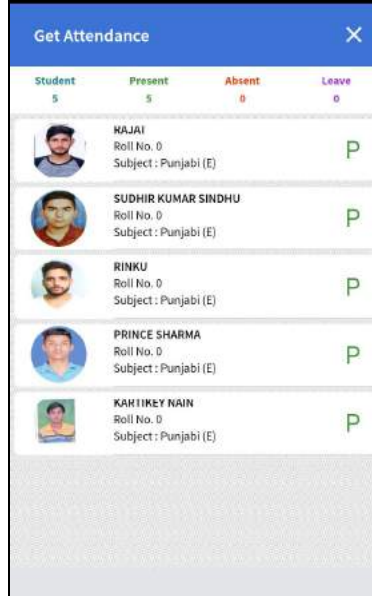 Get Attendance
Student Present Absent Leave
5 5 0 0
RAJAT
Roll No. 0
Subject : Punjabi (E)
P
SUDHIR KUMAR SINDHU
Roll No. 0
Subject : Punjabi (E)
P
RINKU
Roll No. 0
Subject : Punjabi (E)
P
PRINCE SHARMA
Roll No. 0
Subject : Punjabi (E)
P
KARTIKEY NAIN
Roll No. 0
Subject : Punjabi (E)
P